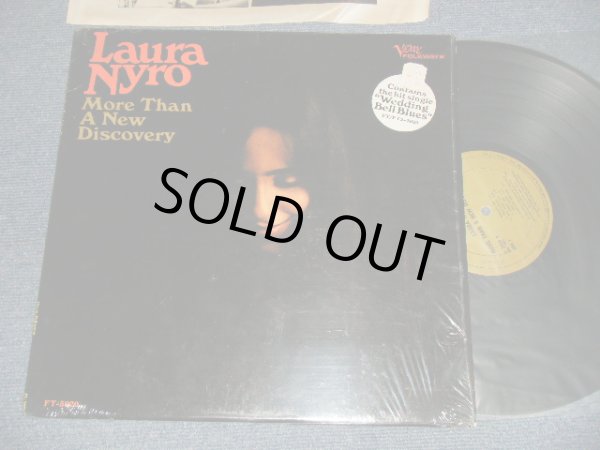 Laura
Nyro
More Than
A New
Discovery
Verve
FOLKWAYS
Contains
the hit single
"Wedding
Bell Blues"
SOLD OUT